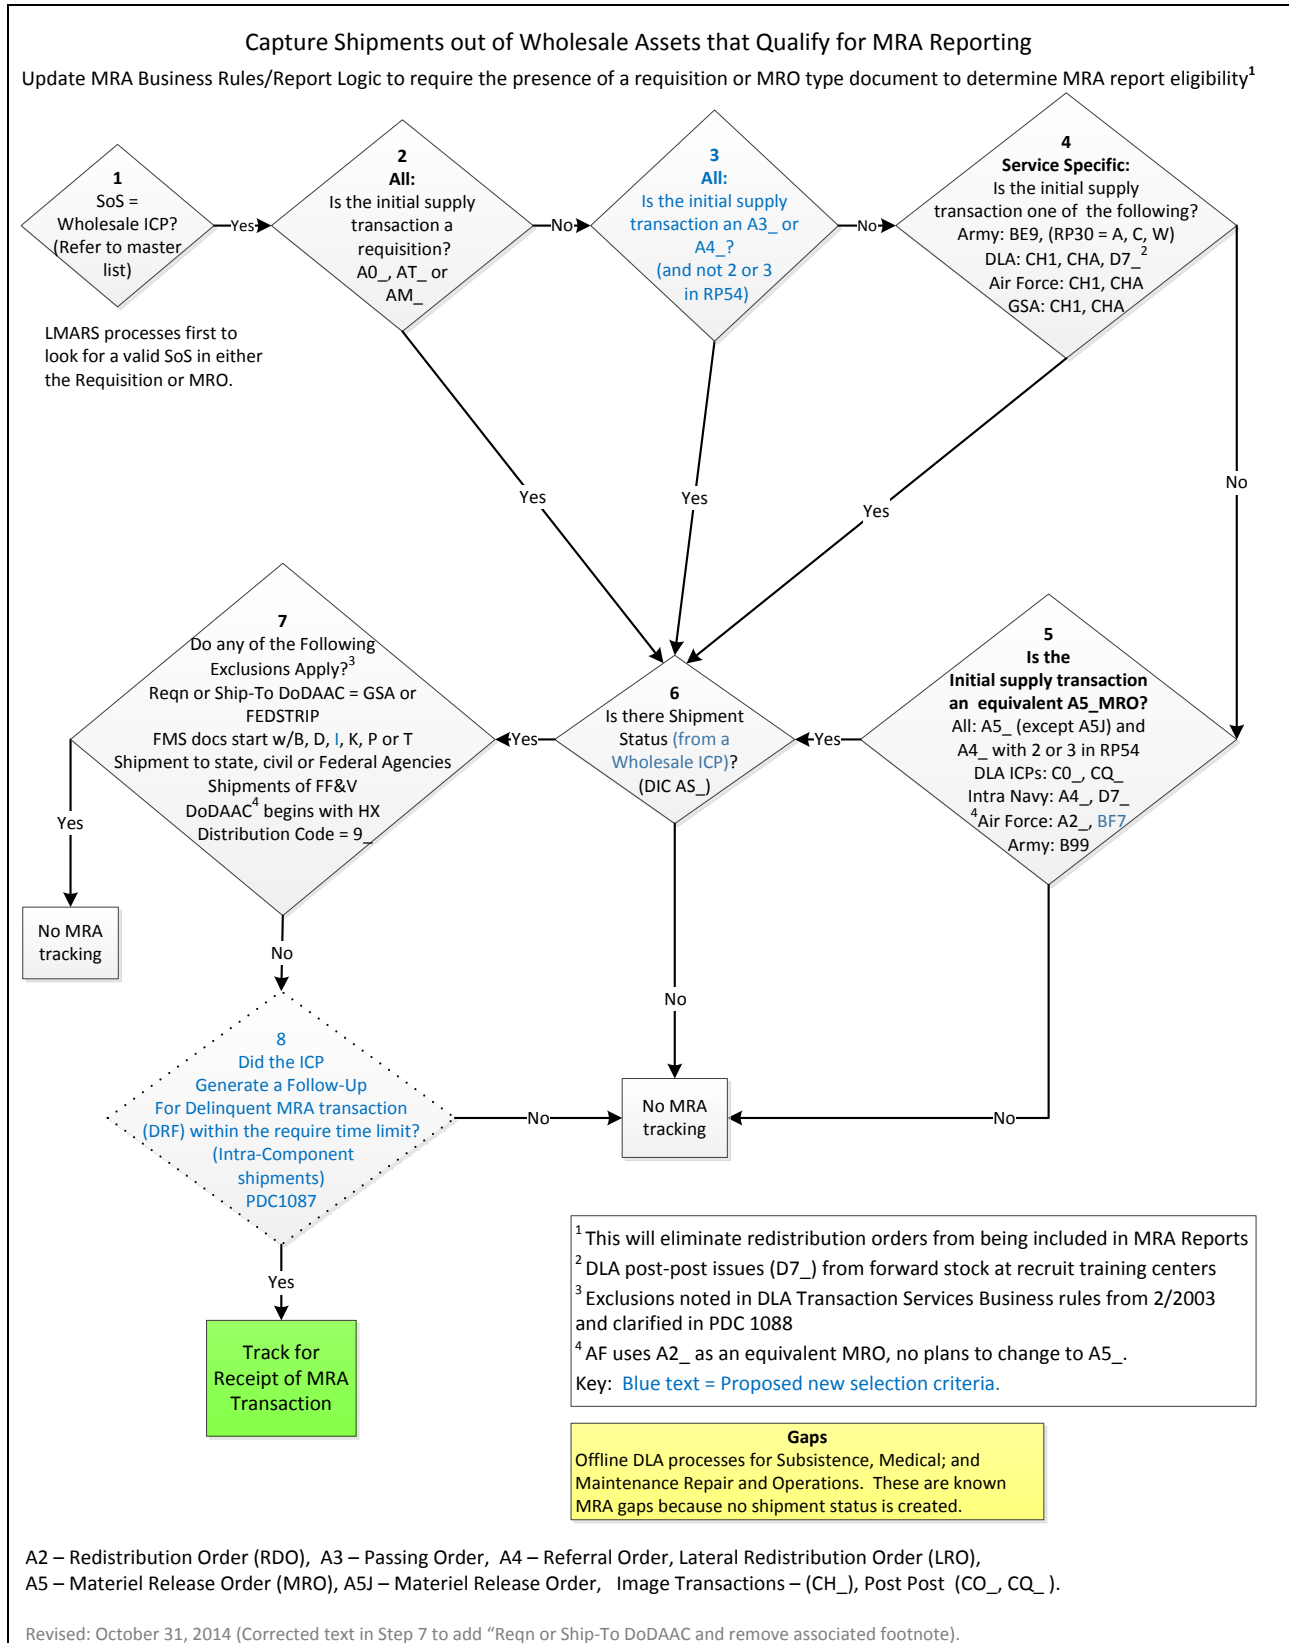 Capture Shipments out of Wholesale Assets that Qualify for MRA Reporting
Update MRA Business Rules/Report Logic to require the presence of a requisition or MRO type document to determine MRA report eligibility1
1
SoS =
Wholesale ICP?
(Refer to master
list)
Yes
2
All:
Is the initial supply
transaction a
requisition?
A0_, AT_ or
AM_
No
3
All:
Is the initial supply
transaction an A3_ or
A4_?
(and not 2 or 3
in RP54)
No
4
Service Specific:
Is the initial supply
transaction one of the following?
Army: BE9, (RP30 = A, C, W)
DLA: CH1, CHA, D7_2
Air Force: CH1, CHA
GSA: CH1, CHA
LMARS processes first to
look for a valid SoS in either
the Requisition or MRO.
Yes
Yes
Yes
No
7
Do any of the Following
Exclusions Apply?3
Reqn or Ship-To DoDAAC = GSA or
FEDSTRIP
FMS docs start w/B, D, I, K, P or T
Shipment to state, civil or Federal Agencies
Shipments of FF&V
DoDAAC4 begins with HX
Distribution Code = 9_
Yes
6
Is there Shipment
Status (from a
Wholesale ICP)?
(DIC AS_)
Yes
5
Is the
Initial supply transaction
an equivalent A5_MRO?
All: A5_ (except A5J) and
A4_ with 2 or 3 in RP54
DLA ICPs: C0_, CQ_
Intra Navy: A4_, D7_
4Air Force: A2_, BF7
Army: B99
Yes
No MRA
tracking
No
No
8
Did the ICP
Generate a Follow-Up
For Delinquent MRA transaction
(DRF) within the require time limit?
(Intra-Component
shipments)
PDC1087
No
No MRA
tracking
No
Yes
Track for
Receipt of MRA
Transaction
1 This will eliminate redistribution orders from being included in MRA Reports
2 DLA post-post issues (D7_) from forward stock at recruit training centers
3 Exclusions noted in DLA Transaction Services Business rules from 2/2003
and clarified in PDC 1088
4 AF uses A2_ as an equivalent MRO, no plans to change to A5_.
Key: Blue text = Proposed new selection criteria.
Gaps
Offline DLA processes for Subsistence, Medical; and
Maintenance Repair and Operations. These are known
MRA gaps because no shipment status is created.
A2 – Redistribution Order (RDO), A3 – Passing Order, A4 – Referral Order, Lateral Redistribution Order (LRO),
A5 – Materiel Release Order (MRO), A5J – Materiel Release Order, Image Transactions – (CH_), Post Post (CO_, CQ_ ).
Revised: October 31, 2014 (Corrected text in Step 7 to add “Reqn or Ship-To DoDAAC and remove associated footnote).